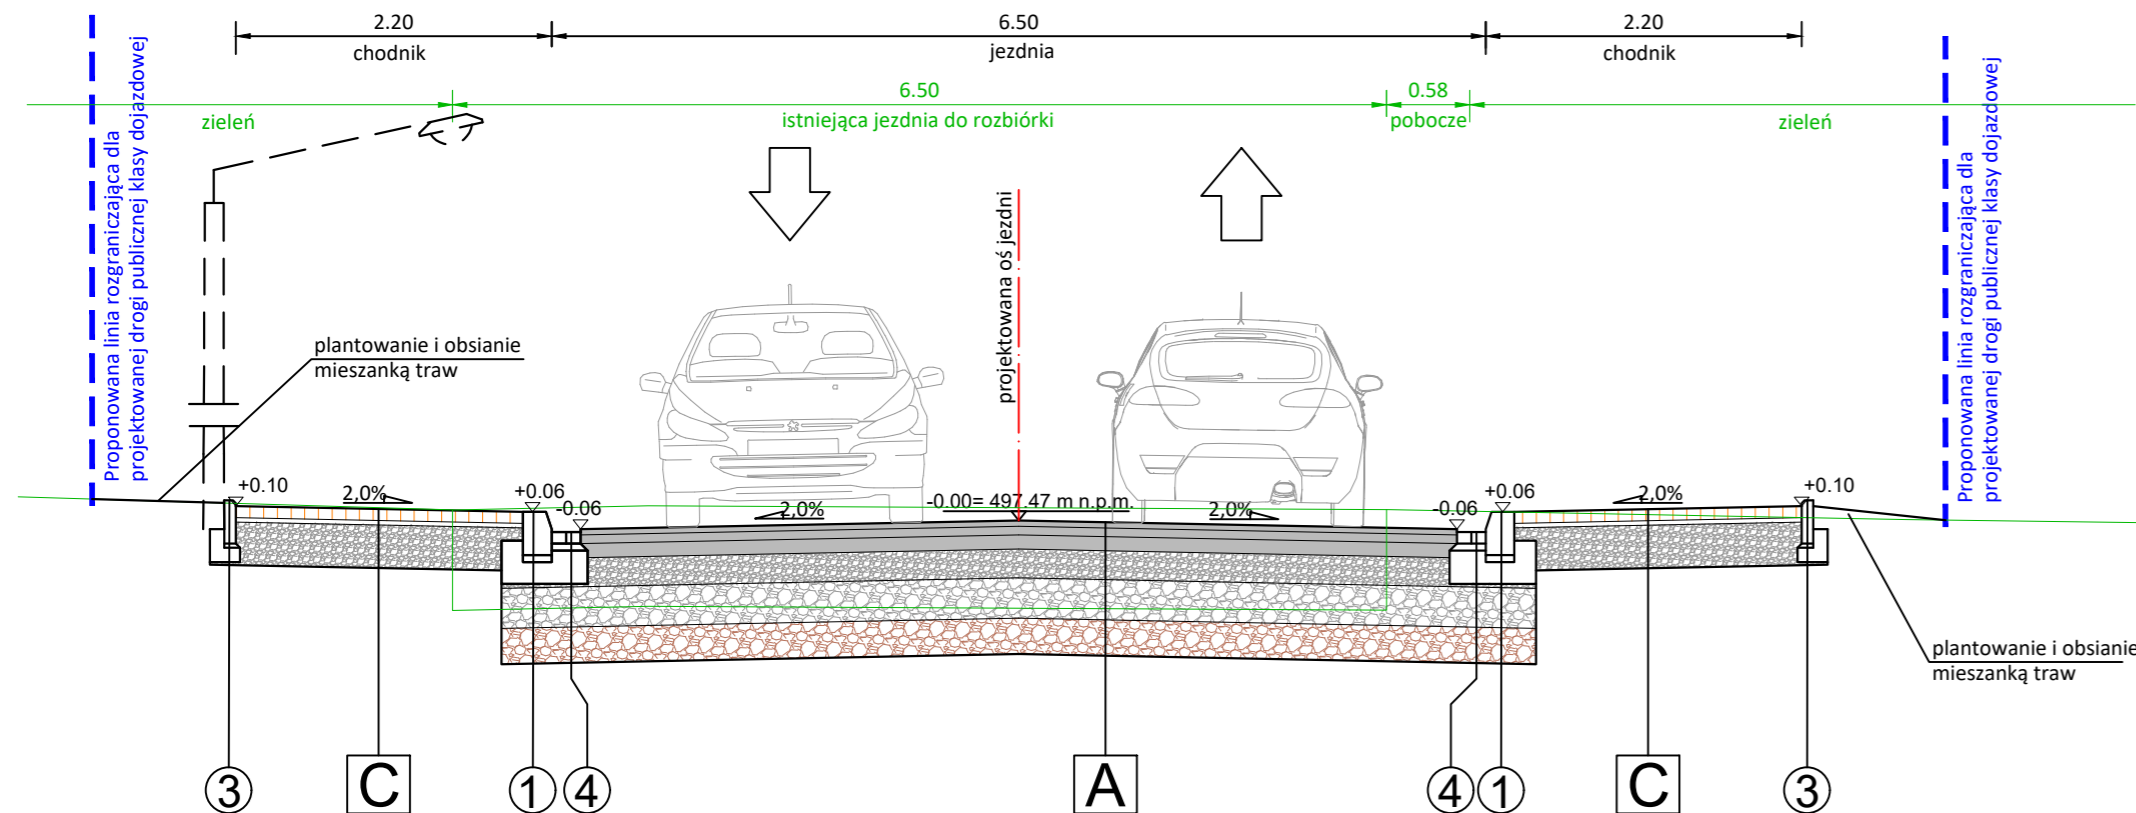 2.20
6.50
2.20
chodnik
jezdnia
chodnik
6.50
0.58
zieleń
istniejąca jezdnia do rozbiórki
pobocze
zieleń
Proponowana linia rozgraniczająca dla
projektowanej drogi publicznej klasy dojazdowej
projektowana oś jezdni
Proponowana linia rozgraniczająca dla
projektowanej drogi publicznej klasy dojazdowej
plantowanie i obsianie
mieszanką traw
+0.10
2,0%
+0.06
-0.06
2,0%
-0.00= 497.47 m n.p.m.
2,0%
-0.06
+0.06
2,0%
+0.10
plantowanie i obsianie
mieszanką traw
3
C
1
4
A
4
1
C
3